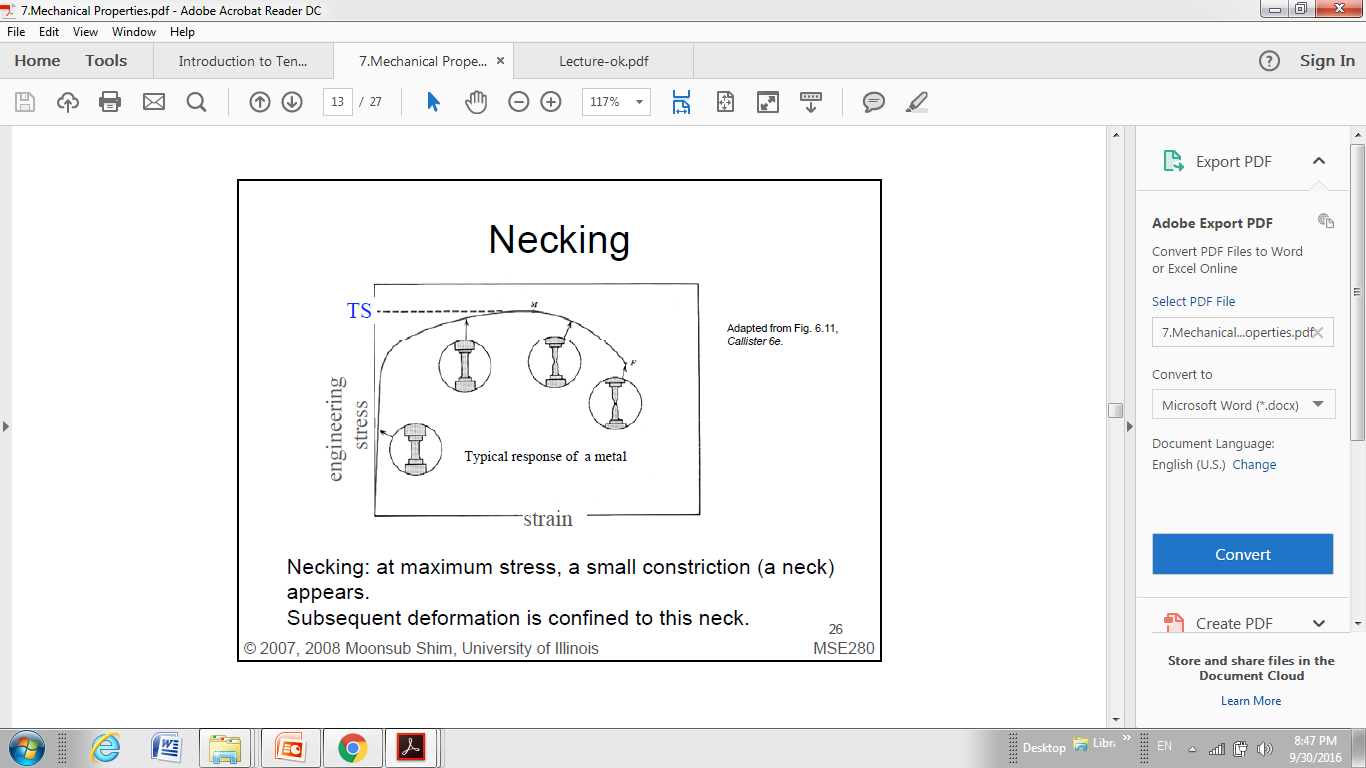 7.Mechanical Properties.pdf - Adobe Acrobat Reader DC
File Edit View Window Help
Home Tools Introduction to Ten... 7.Mechanical Prope... × Lecture-ok.pdf Sign In
13 / 27 117%
Necking
TS
M
F
engineering
stress
Typical response of a metal
strain
Adapted from Fig. 6.11,
Callister 6e.
Necking: at maximum stress, a small constriction (a neck)
appears.
Subsequent deformation is confined to this neck.
26
© 2007, 2008 Moonsub Shim, University of Illinois MSE280
Export PDF
Adobe Export PDF
Convert PDF Files to Word
or Excel Online
Select PDF File
7.Mechanical...operties.pdf ×
Convert to
Microsoft Word (*.docx)
Document Language:
English (U.S.) Change
Convert
Create PDF
Store and share files in the
Document Cloud
Learn More
Desktop Libra » EN 8:47 PM
9/30/2016